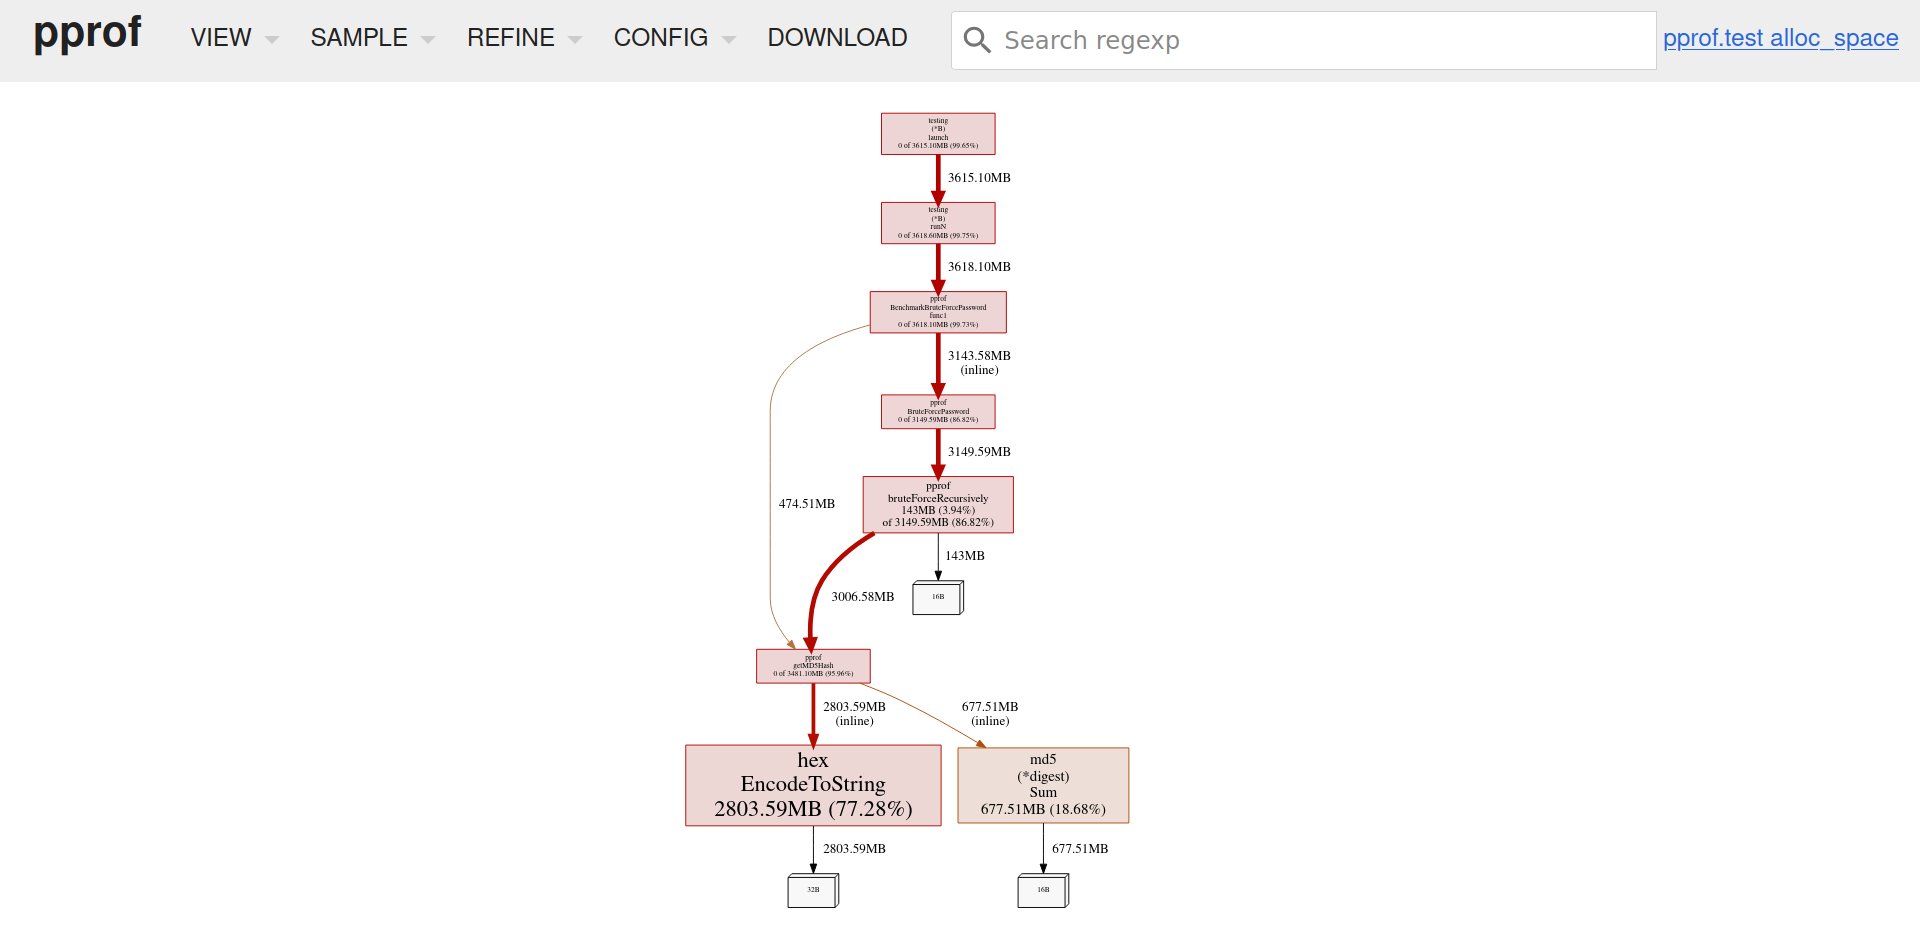 pprof
VIEW
SAMPLE
REFINE
CONFIG
DOWNLOAD
Search regexp
pprof.test alloc_space
testing
(*B)
launch
0 of 3615.10MB (99.65%)
3615.10MB
testing
(*B)
runN
0 of 3618.60MB (99.75%)
3618.10MB
pprof
BenchmarkBruteForcePassword
func1
0 of 3618.10MB (99.73%)
3143.58MB
(inline)
pprof
BruteForcePassword
0 of 3149.59MB (86.82%)
3149.59MB
474.51MB
pprof
bruteForceRecursively
143MB (3.94%)
of 3149.59MB (86.82%)
143MB
3006.58MB
16B
pprof
getMD5Hash
0 of 3481.10MB (95.96%)
2803.59MB
(inline)
677.51MB
(inline)
hex
EncodeToString
2803.59MB (77.28%)
md5
(*digest)
Sum
677.51MB (18.68%)
2803.59MB
677.51MB
32B
16B